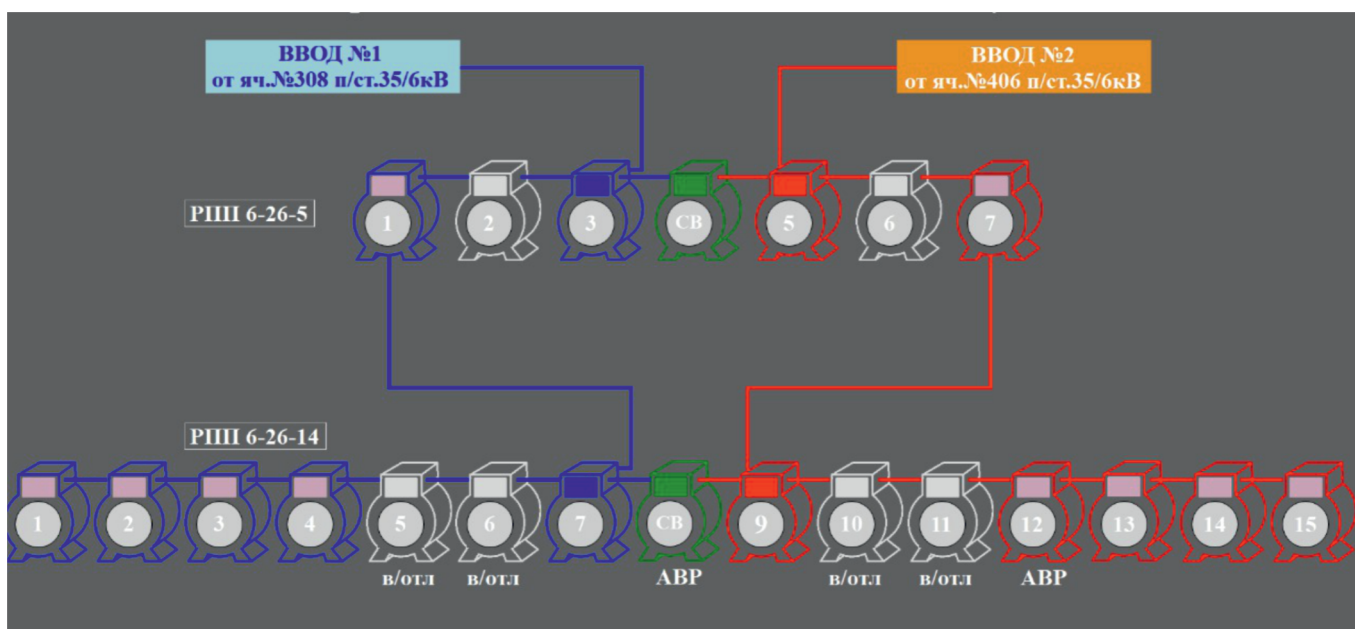 ВВОД №1
от яч.№308 п/ст.35/6кВ
ВВОД №2
от яч.№406 п/ст.35/6кВ
РПП 6-26-5
1 2 3 СВ 5 6 7
РПП 6-26-14
1 2 3 4 5 6 7 СВ 9 10 11 12 13 14 15
в/отл в/отл АВР в/отл в/отл АВР